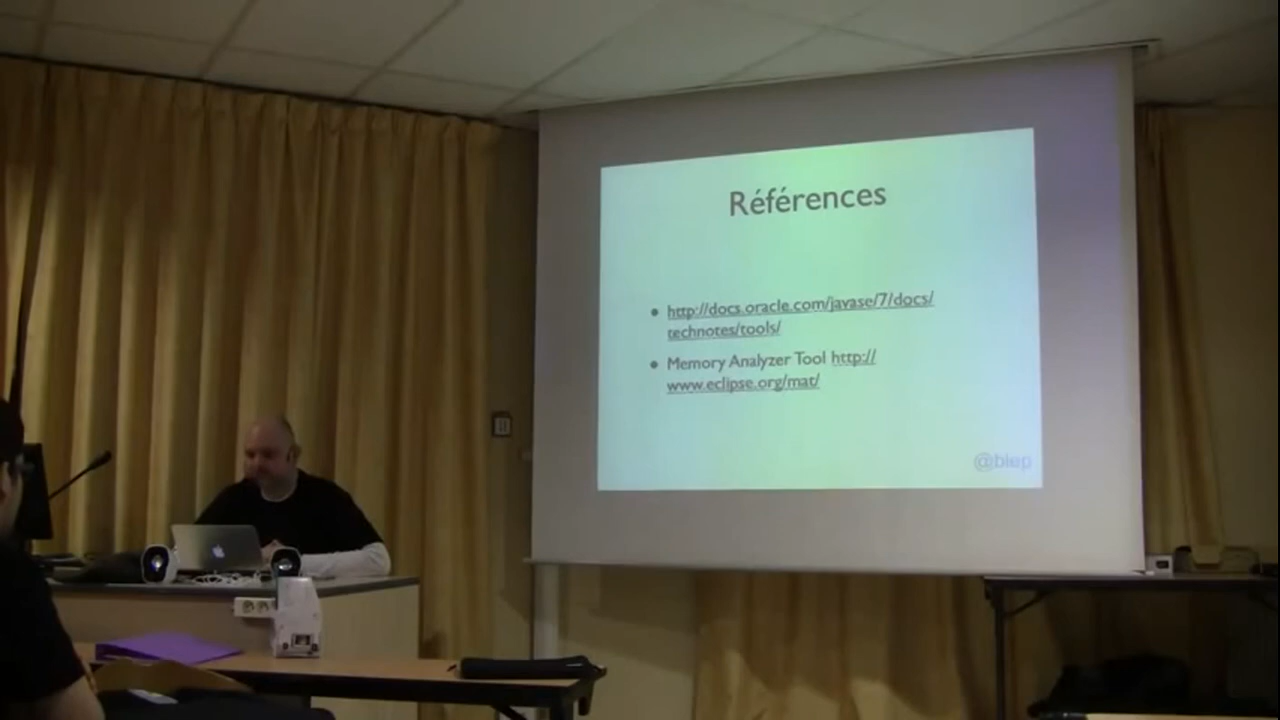 Références
http://docs.oracle.com/javase/7/docs/
technotes/tools/
Memory Analyzer Tool http://
www.eclipse.org/mat/
@blep